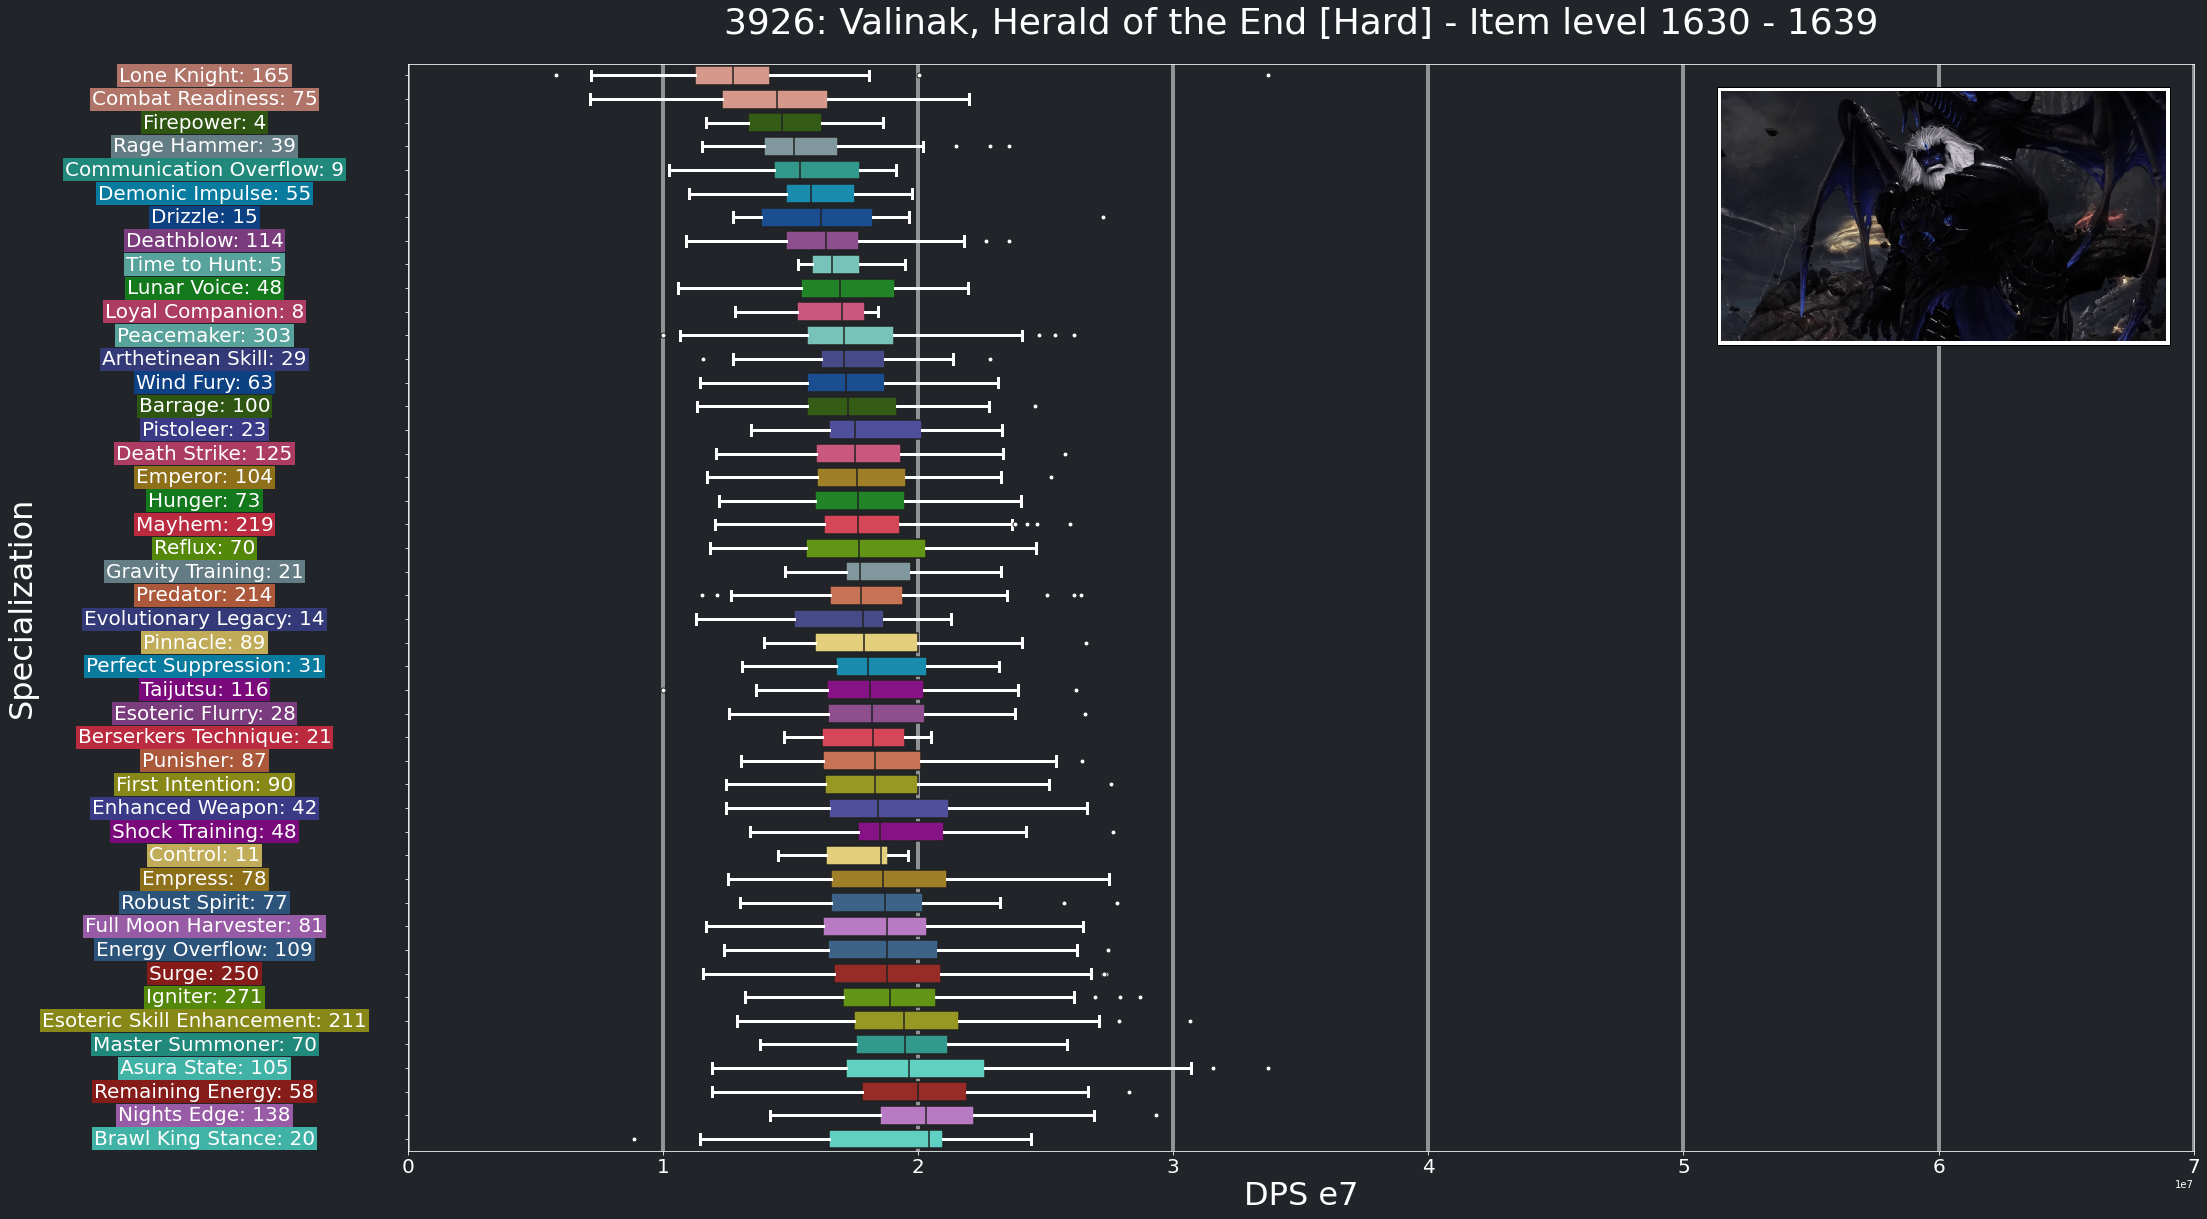 3926: Valinak, Herald of the End [Hard] - Item level 1630 - 1639
Specialization
Lone Knight: 165
Combat Readiness: 75
Firepower: 4
Rage Hammer: 39
Communication Overflow: 9
Demonic Impulse: 55
Drizzle: 15
Deathblow: 114
Time to Hunt: 5
Lunar Voice: 48
Loyal Companion: 8
Peacemaker: 303
Arthetinean Skill: 29
Wind Fury: 63
Barrage: 100
Pistoleer: 23
Death Strike: 125
Emperor: 104
Hunger: 73
Mayhem: 219
Reflux: 70
Gravity Training: 21
Predator: 214
Evolutionary Legacy: 14
Pinnacle: 89
Perfect Suppression: 31
Taijutsu: 116
Esoteric Flurry: 28
Berserkers Technique: 21
Punisher: 87
First Intention: 90
Enhanced Weapon: 42
Shock Training: 48
Control: 11
Empress: 78
Robust Spirit: 77
Full Moon Harvester: 81
Energy Overflow: 109
Surge: 250
Igniter: 271
Esoteric Skill Enhancement: 211
Master Summoner: 70
Asura State: 105
Remaining Energy: 58
Nights Edge: 138
Brawl King Stance: 20
0 1 2 3 4 5 6 7
1e7
DPS e7